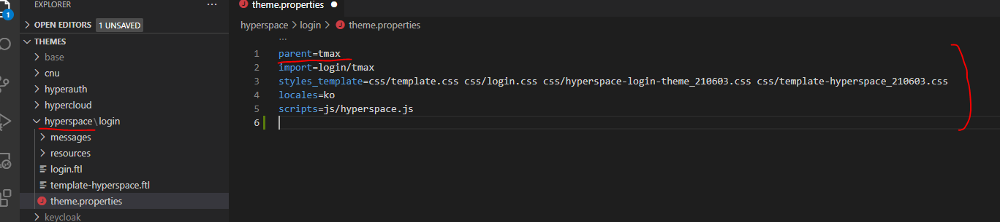 EXPLORER
···
OPEN EDITORS
1 UNSAVED
THEMES
base
cnu
hyperauth
hypercloud
hyperspace\login
messages
resources
login.ftl
template-hyperspace.ftl
theme.properties
keycloak
1
theme.properties
hyperspace > login > theme.properties
...
1 parent=tmax
2 import=login/tmax
3 styles_template=css/template.css css/login.css css/hyperspace-login-theme_210603.css css/template-hyperspace_210603.css
4 locales=ko
5 scripts=js/hyperspace.js
6